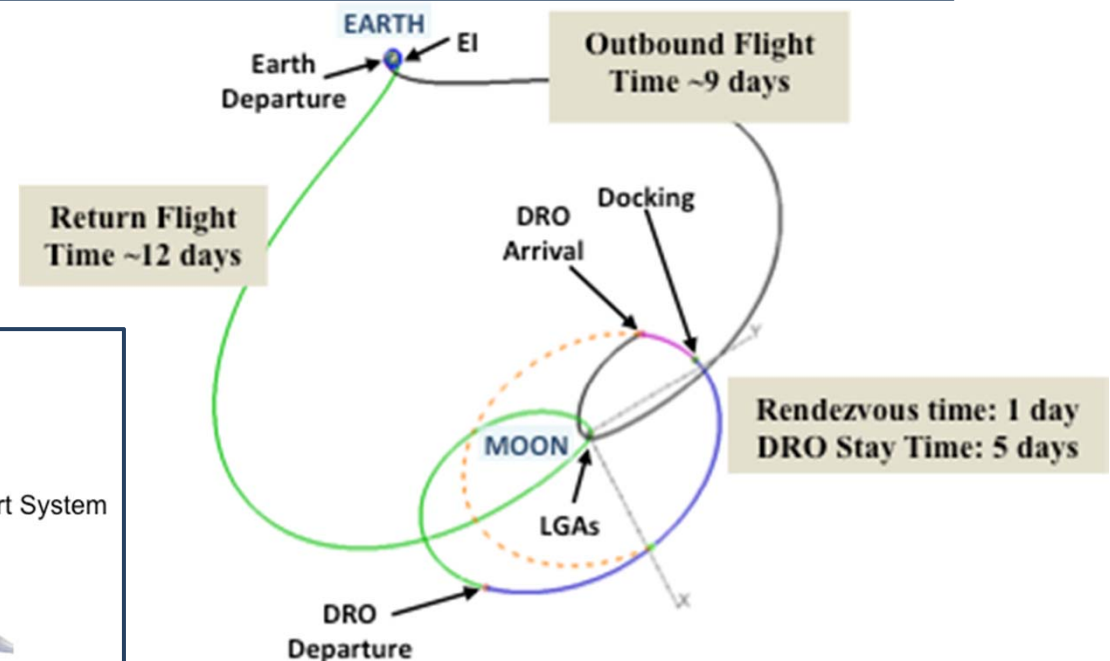 EARTH
EI
Earth
Departure
Outbound Flight
Time ~9 days
Return Flight
Time ~12 days
DRO
Arrival
Docking
Y
Rendezvous time: 1 day
DRO Stay Time: 5 days
MOON
LGAs
rt System
X
DRO
Departure